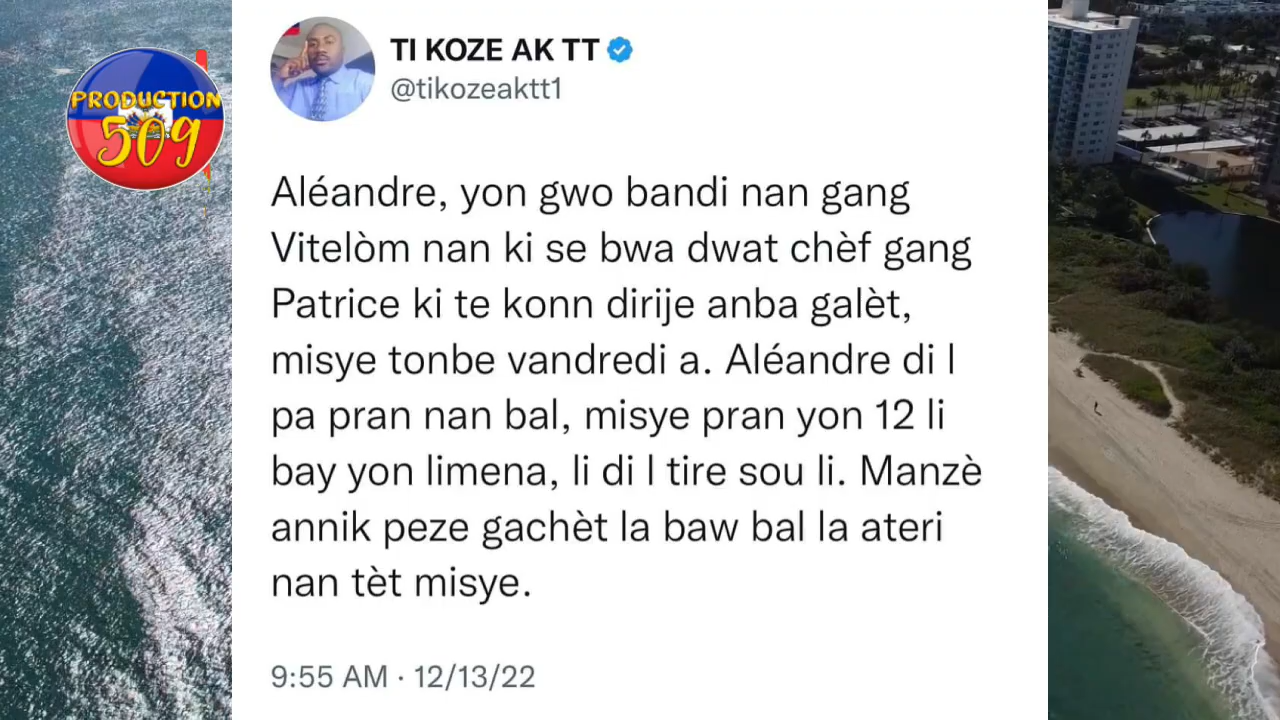 PRODUCTION
509
TI KOZE AK TT
@tikozeaktt1
Aléandre, yon gwo bandi nan gang
Vitelòm nan ki se bwa dwat chèf gang
Patrice ki te konn dirije anba galèt,
misye tonbe vandredi a. Aléandre di l
pa pran nan bal, misye pran yon 12 li
bay yon limena, li di l tire sou li. Manzè
annik peze gachèt la baw bal la ateri
nan tèt misye.
9:55 AM · 12/13/22